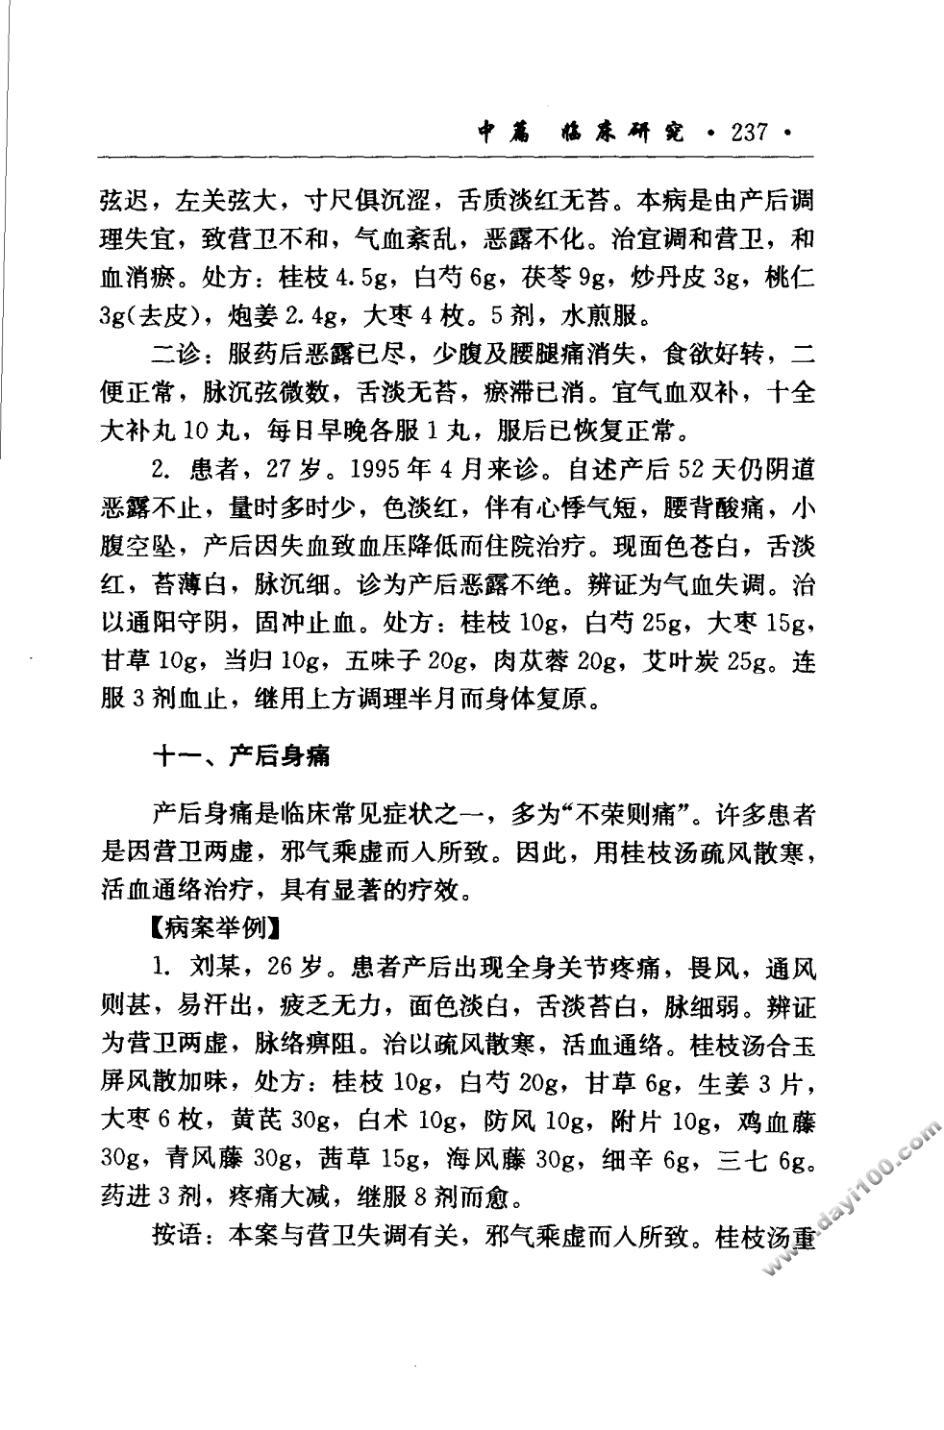 中篇 临床研究 · 237 ·
弦迟，左关弦大，寸尺俱沉涩，舌质淡红无苔。本病是由产后调
理失宜，致营卫不和，气血紊乱，恶露不化。治宜调和营卫，和
血消瘀。处方：桂枝 4.5g，白芍 6g，茯苓 9g，炒丹皮 3g，桃仁
3g(去皮)，炮姜 2.4g，大枣 4 枚。5 剂，水煎服。
二诊：服药后恶露已尽，少腹及腰腿痛消失，食欲好转，二
便正常，脉沉弦微数，舌淡无苔，瘀滞已消。宜气血双补，十全
大补丸 10 丸，每日早晚各服 1 丸，服后已恢复正常。
2. 患者，27 岁。1995 年 4 月来诊。自述产后 52 天仍阴道
恶露不止，量时多时少，色淡红，伴有心悸气短，腰背酸痛，小
腹空坠，产后因失血致血压降低而住院治疗。现面色苍白，舌淡
红，苔薄白，脉沉细。诊为产后恶露不绝。辨证为气血失调。治
以通阳守阴，固冲止血。处方：桂枝 10g，白芍 25g，大枣 15g，
甘草 10g，当归 10g，五味子 20g，肉苁蓉 20g，艾叶炭 25g。连
服 3 剂血止，继用上方调理半月而身体复原。
十一、产后身痛
产后身痛是临床常见症状之一，多为“不荣则痛”。许多患者
是因营卫两虚，邪气乘虚而入所致。因此，用桂枝汤疏风散寒，
活血通络治疗，具有显著的疗效。
【病案举例】
1. 刘某，26 岁。患者产后出现全身关节疼痛，畏风，通风
则甚，易汗出，疲乏无力，面色淡白，舌淡苔白，脉细弱。辨证
为营卫两虚，脉络痹阻。治以疏风散寒，活血通络。桂枝汤合玉
屏风散加味，处方：桂枝 10g，白芍 20g，甘草 6g，生姜 3 片，
大枣 6 枚，黄芪 30g，白术 10g，防风 10g，附片 10g，鸡血藤
30g，青风藤 30g，茜草 15g，海风藤 30g，细辛 6g，三七 6g。
药进 3 剂，疼痛大减，继服 8 剂而愈。
按语：本案与营卫失调有关，邪气乘虚而入所致。桂枝汤重
www.dayi100.com